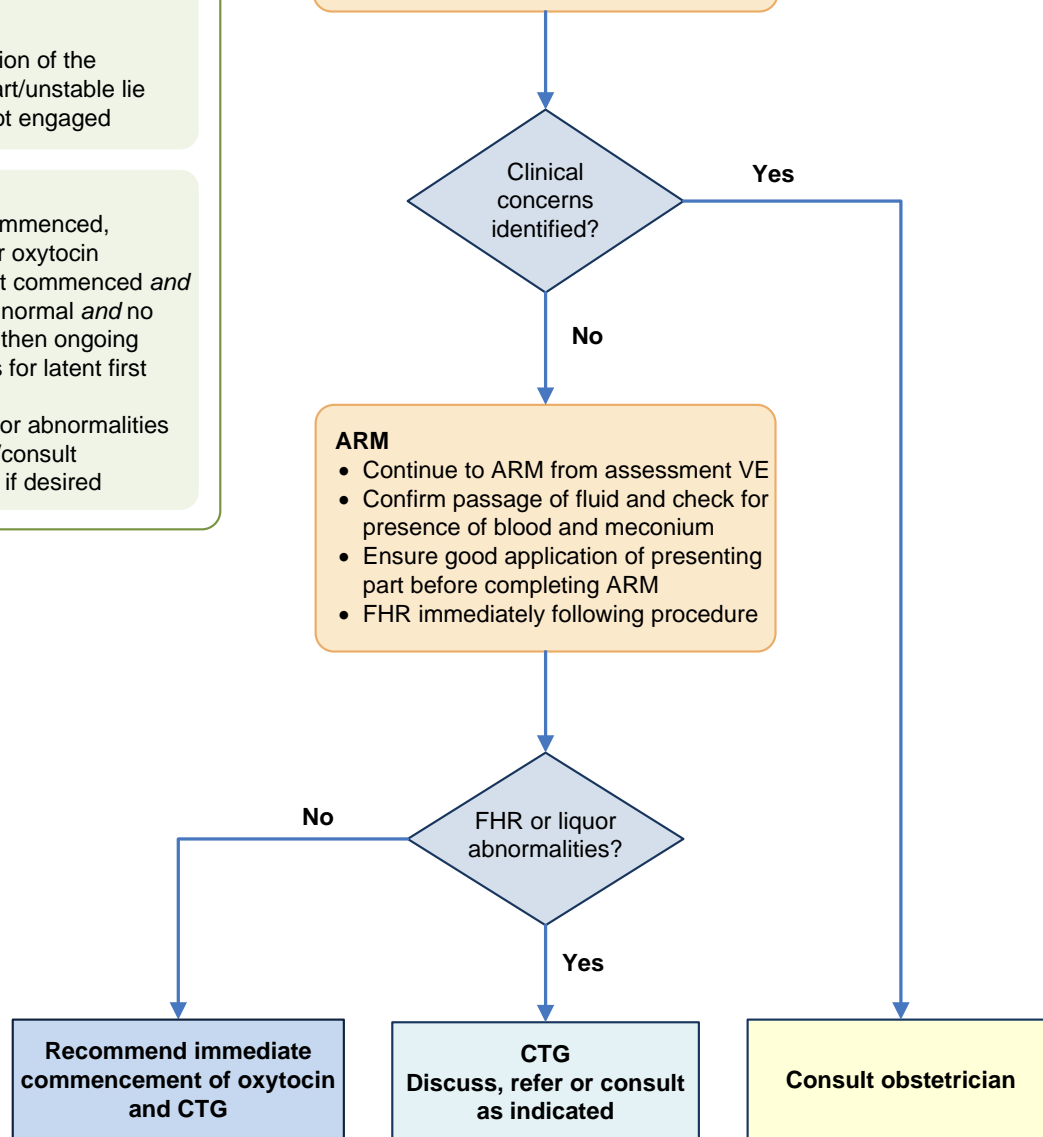 ion of the
art/unstable lie
ot engaged
mmenced,
r oxytocin
t commenced and
normal and no
then ongoing
s for latent first
or abnormalities
/consult
if desired
Clinical
concerns
identified?
Yes
No
ARM
• Continue to ARM from assessment VE
• Confirm passage of fluid and check for
presence of blood and meconium
• Ensure good application of presenting
part before completing ARM
• FHR immediately following procedure
FHR or liquor
abnormalities?
No
Yes
Recommend immediate
commencement of oxytocin
and CTG
CTG
Discuss, refer or consult
as indicated
Consult obstetrician